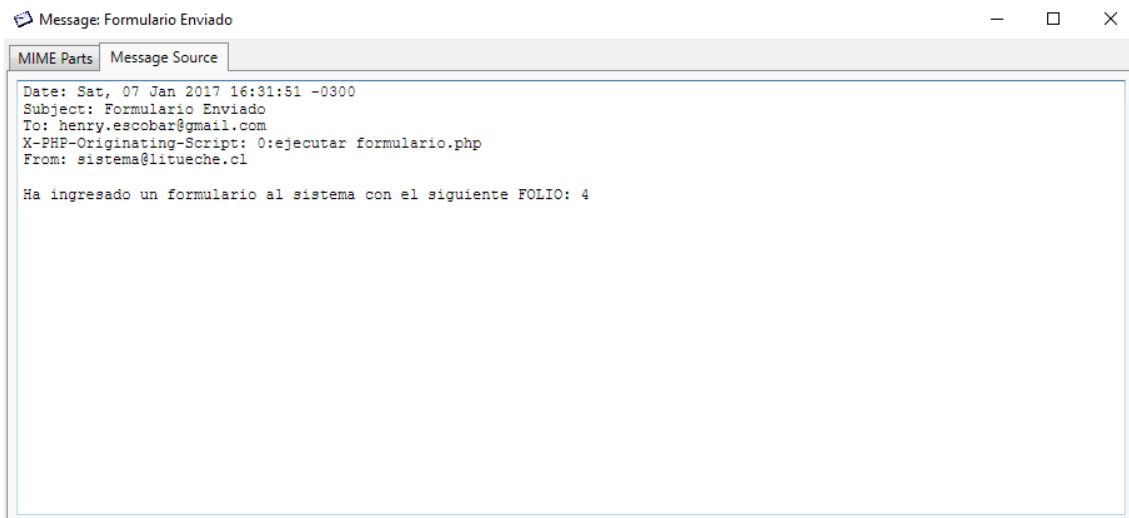 Message: Formulario Enviado
MIME Parts Message Source
Date: Sat, 07 Jan 2017 16:31:51 -0300
Subject: Formulario Enviado
To: henry.escobar@gmail.com
X-PHP-Originating-Script: 0:ejecutar formulario.php
From: sistema@litueche.cl
Ha ingresado un formulario al sistema con el siguiente FOLIO: 4